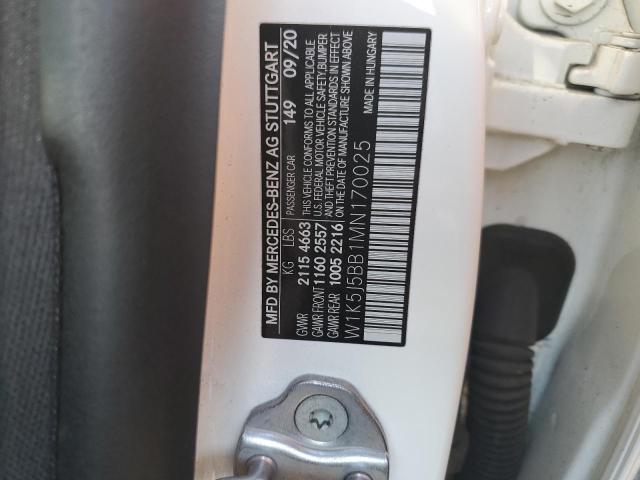 MFD BY MERCEDES-BENZ AG STUTTGART
PASSENGER CAR 149 09/20
KG LBS
GWWR 2115 4663
GAWR FRONT 1160 2557
GAWR REAR 1005 2216
THIS VEHICLE CONFORMS TO ALL APPLICABLE
U.S. FEDERAL MOTOR VEHICLE SAFETY, BUMPER
AND THEFT PREVENTION STANDARDS IN EFFECT
ON THE DATE OF MANUFACTURE SHOWN ABOVE
MADE IN HUNGARY
W1K5J5BB1MN170025